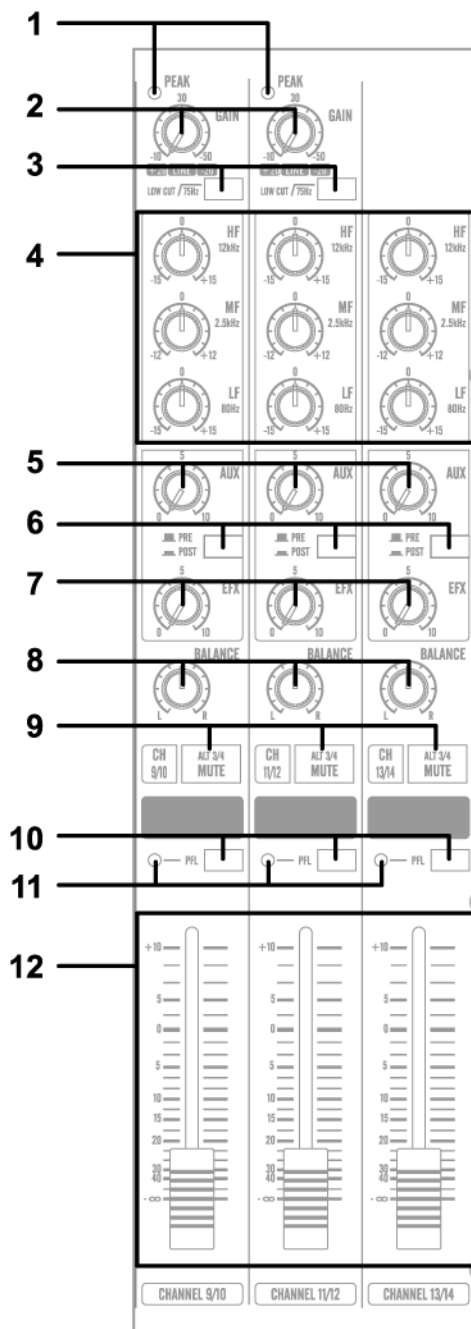 1
PEAK PEAK
30 30
2
GAIN GAIN
-10 -50 -10 -50
+20 LINE -20 +20 LINE -20
3
LOW CUT 75Hz LOW CUT 75Hz
4
0 0 0
HF HF HF
12kHz 12kHz 12kHz
-15 +15 -15 +15 -15 +15
0 0 0
MF MF MF
2.5kHz 2.5kHz 2.5kHz
-12 +12 -12 +12 -12 +12
0 0 0
LF LF LF
80Hz 80Hz 80Hz
-15 +15 -15 +15 -15 +15
5
5 5 5
AUX AUX AUX
0 10 0 10 0 10
6
PRE PRE PRE
POST POST POST
7
5 5 5
EFX EFX EFX
0 10 0 10 0 10
8
BALANCE BALANCE BALANCE
L R L R L R
9
CH ALT 3/4 CH ALT 3/4 CH ALT 3/4
9/10 MUTE 11/12 MUTE 13/14 MUTE
10
PFL PFL PFL
11
12
+10 +10 +10
5 5 5
0 0 0
5 5 5
10 10 10
15 15 15
20 20 20
30 30 30
40 40 40
-∞ -∞ -∞
CHANNEL 9/10 CHANNEL 11/12 CHANNEL 13/14